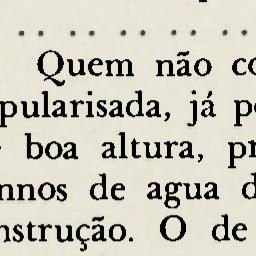 .. .. .. .. ..
Quem não co
pularisada, já p
boa altura, pr
nnos de agua d
nstrução. O de